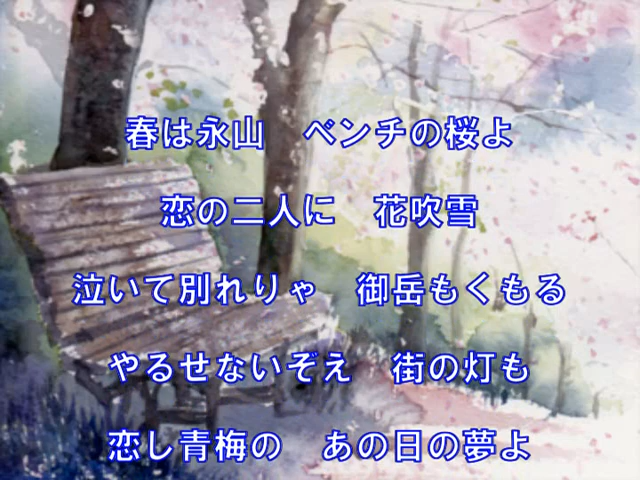 春は永山　ベンチの桜よ
恋の二人に　花吹雪
泣いて別れりゃ　御岳もくもる
やるせないぞえ　街の灯も
恋し青梅の　あの日の夢よ